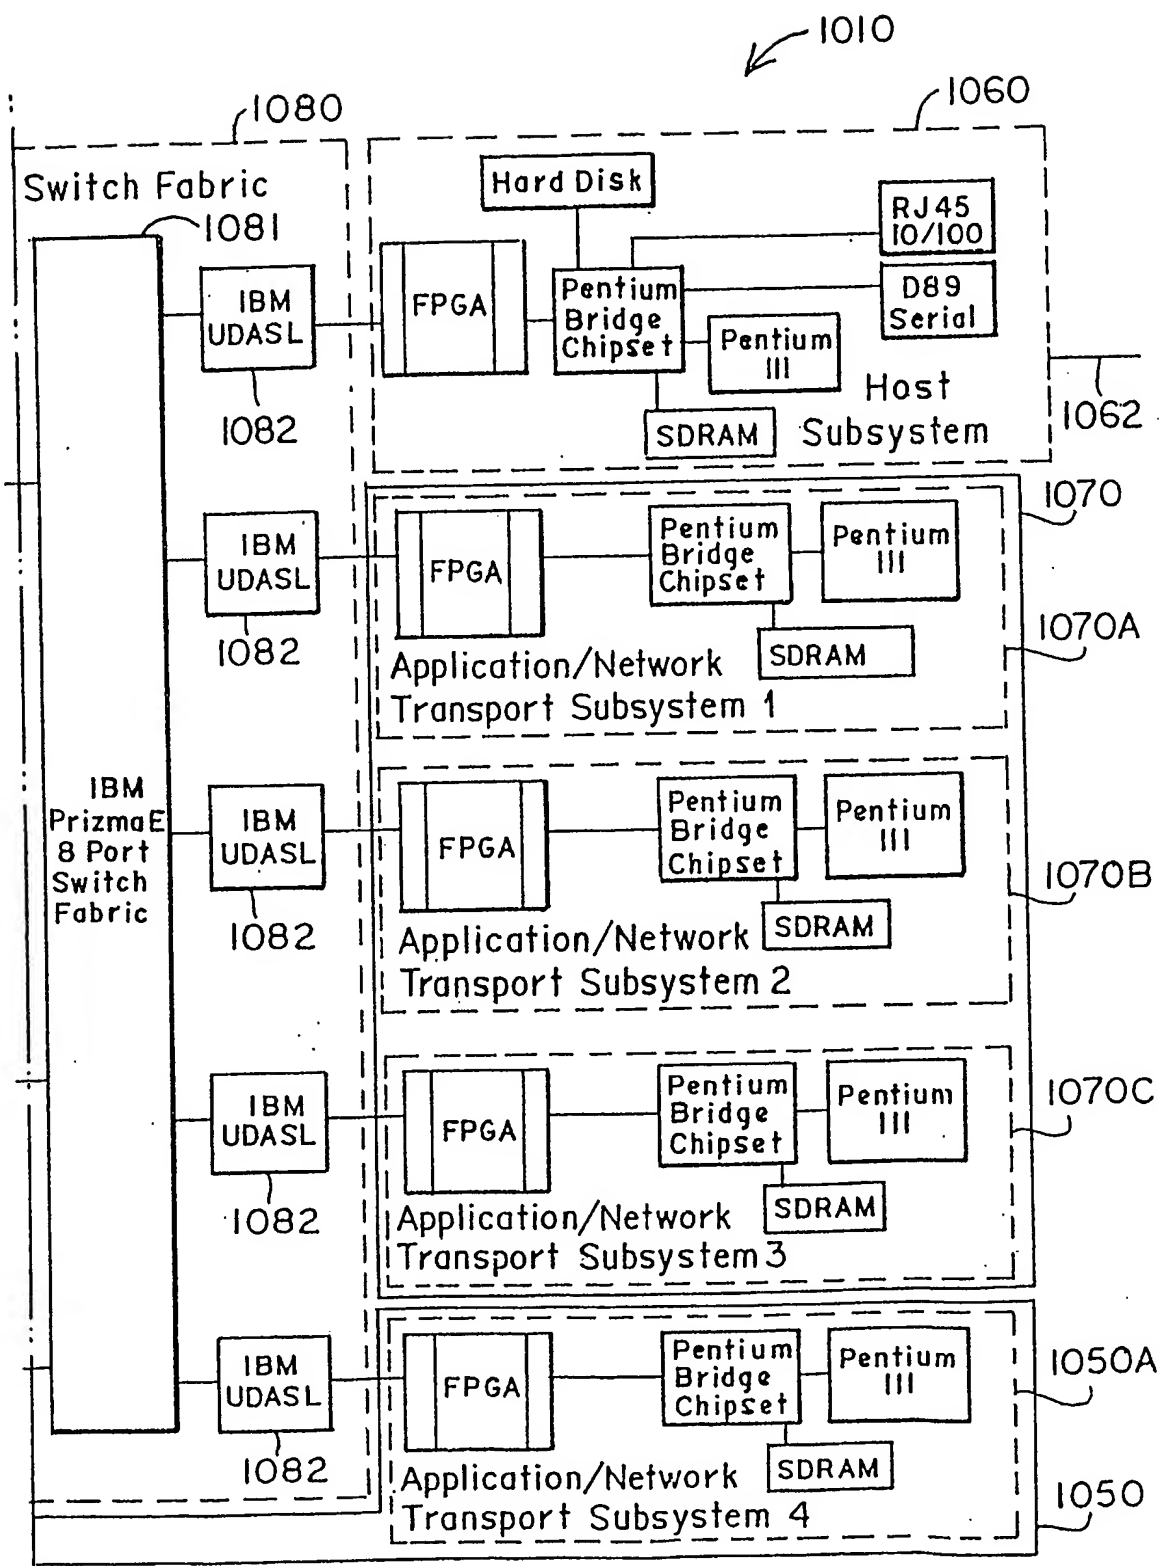 1010
1080
1060
Switch Fabric
1081
Hard Disk
RJ45
10/100
IBM
UDASL
FPGA
Pentium
Bridge
Chipset
D89
Serial
Pentium
III
1082
SDRAM
Host
Subsystem
1062
1070
IBM
UDASL
FPGA
Pentium
Bridge
Chipset
Pentium
III
1082
SDRAM
1070A
Application/Network
Transport Subsystem 1
IBM
PrizmaE
8 Port
Switch
Fabric
IBM
UDASL
FPGA
Pentium
Bridge
Chipset
Pentium
III
1070B
1082
SDRAM
Application/Network
Transport Subsystem 2
IBM
UDASL
FPGA
Pentium
Bridge
Chipset
Pentium
III
1070C
1082
SDRAM
Application/Network
Transport Subsystem 3
IBM
UDASL
FPGA
Pentium
Bridge
Chipset
Pentium
III
1050A
1082
SDRAM
Application/Network
Transport Subsystem 4
1050